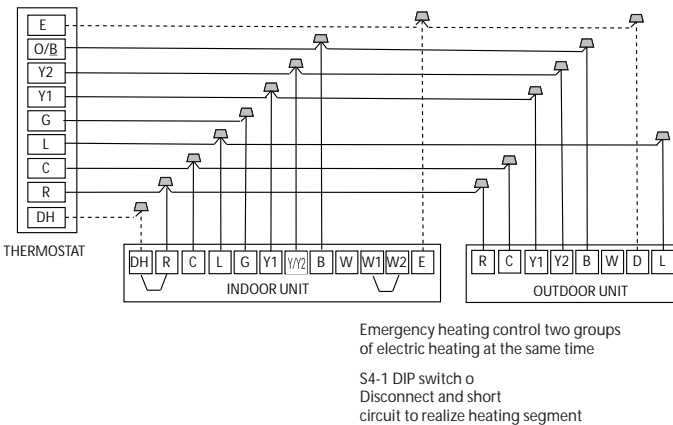 E
O/B
Y2
Y1
G
L
C
R
DH
THERMOSTAT
DH R C L G Y1 Y/Y2 B W W1 W2 E
INDOOR UNIT
R C Y1 Y2 B W D L
OUTDOOR UNIT
Emergency heating control two groups
of electric heating at the same time
S4-1 DIP switch o
Disconnect and short
circuit to realize heating segment